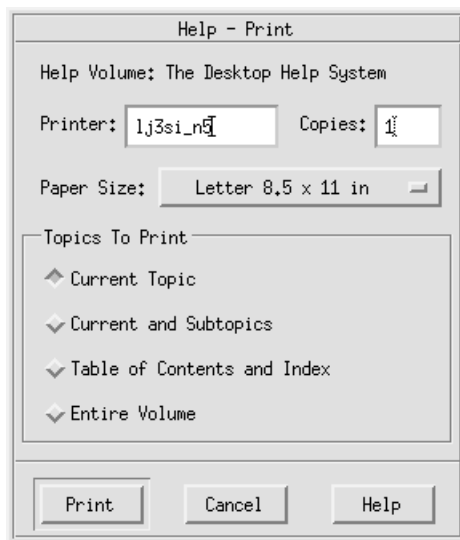 Help - Print
Help Volume: The Desktop Help System
Printer: lj3si_n5 Copies: 1
Paper Size: Letter 8.5 x 11 in
Topics To Print
Current Topic
Current and Subtopics
Table of Contents and Index
Entire Volume
Print Cancel Help